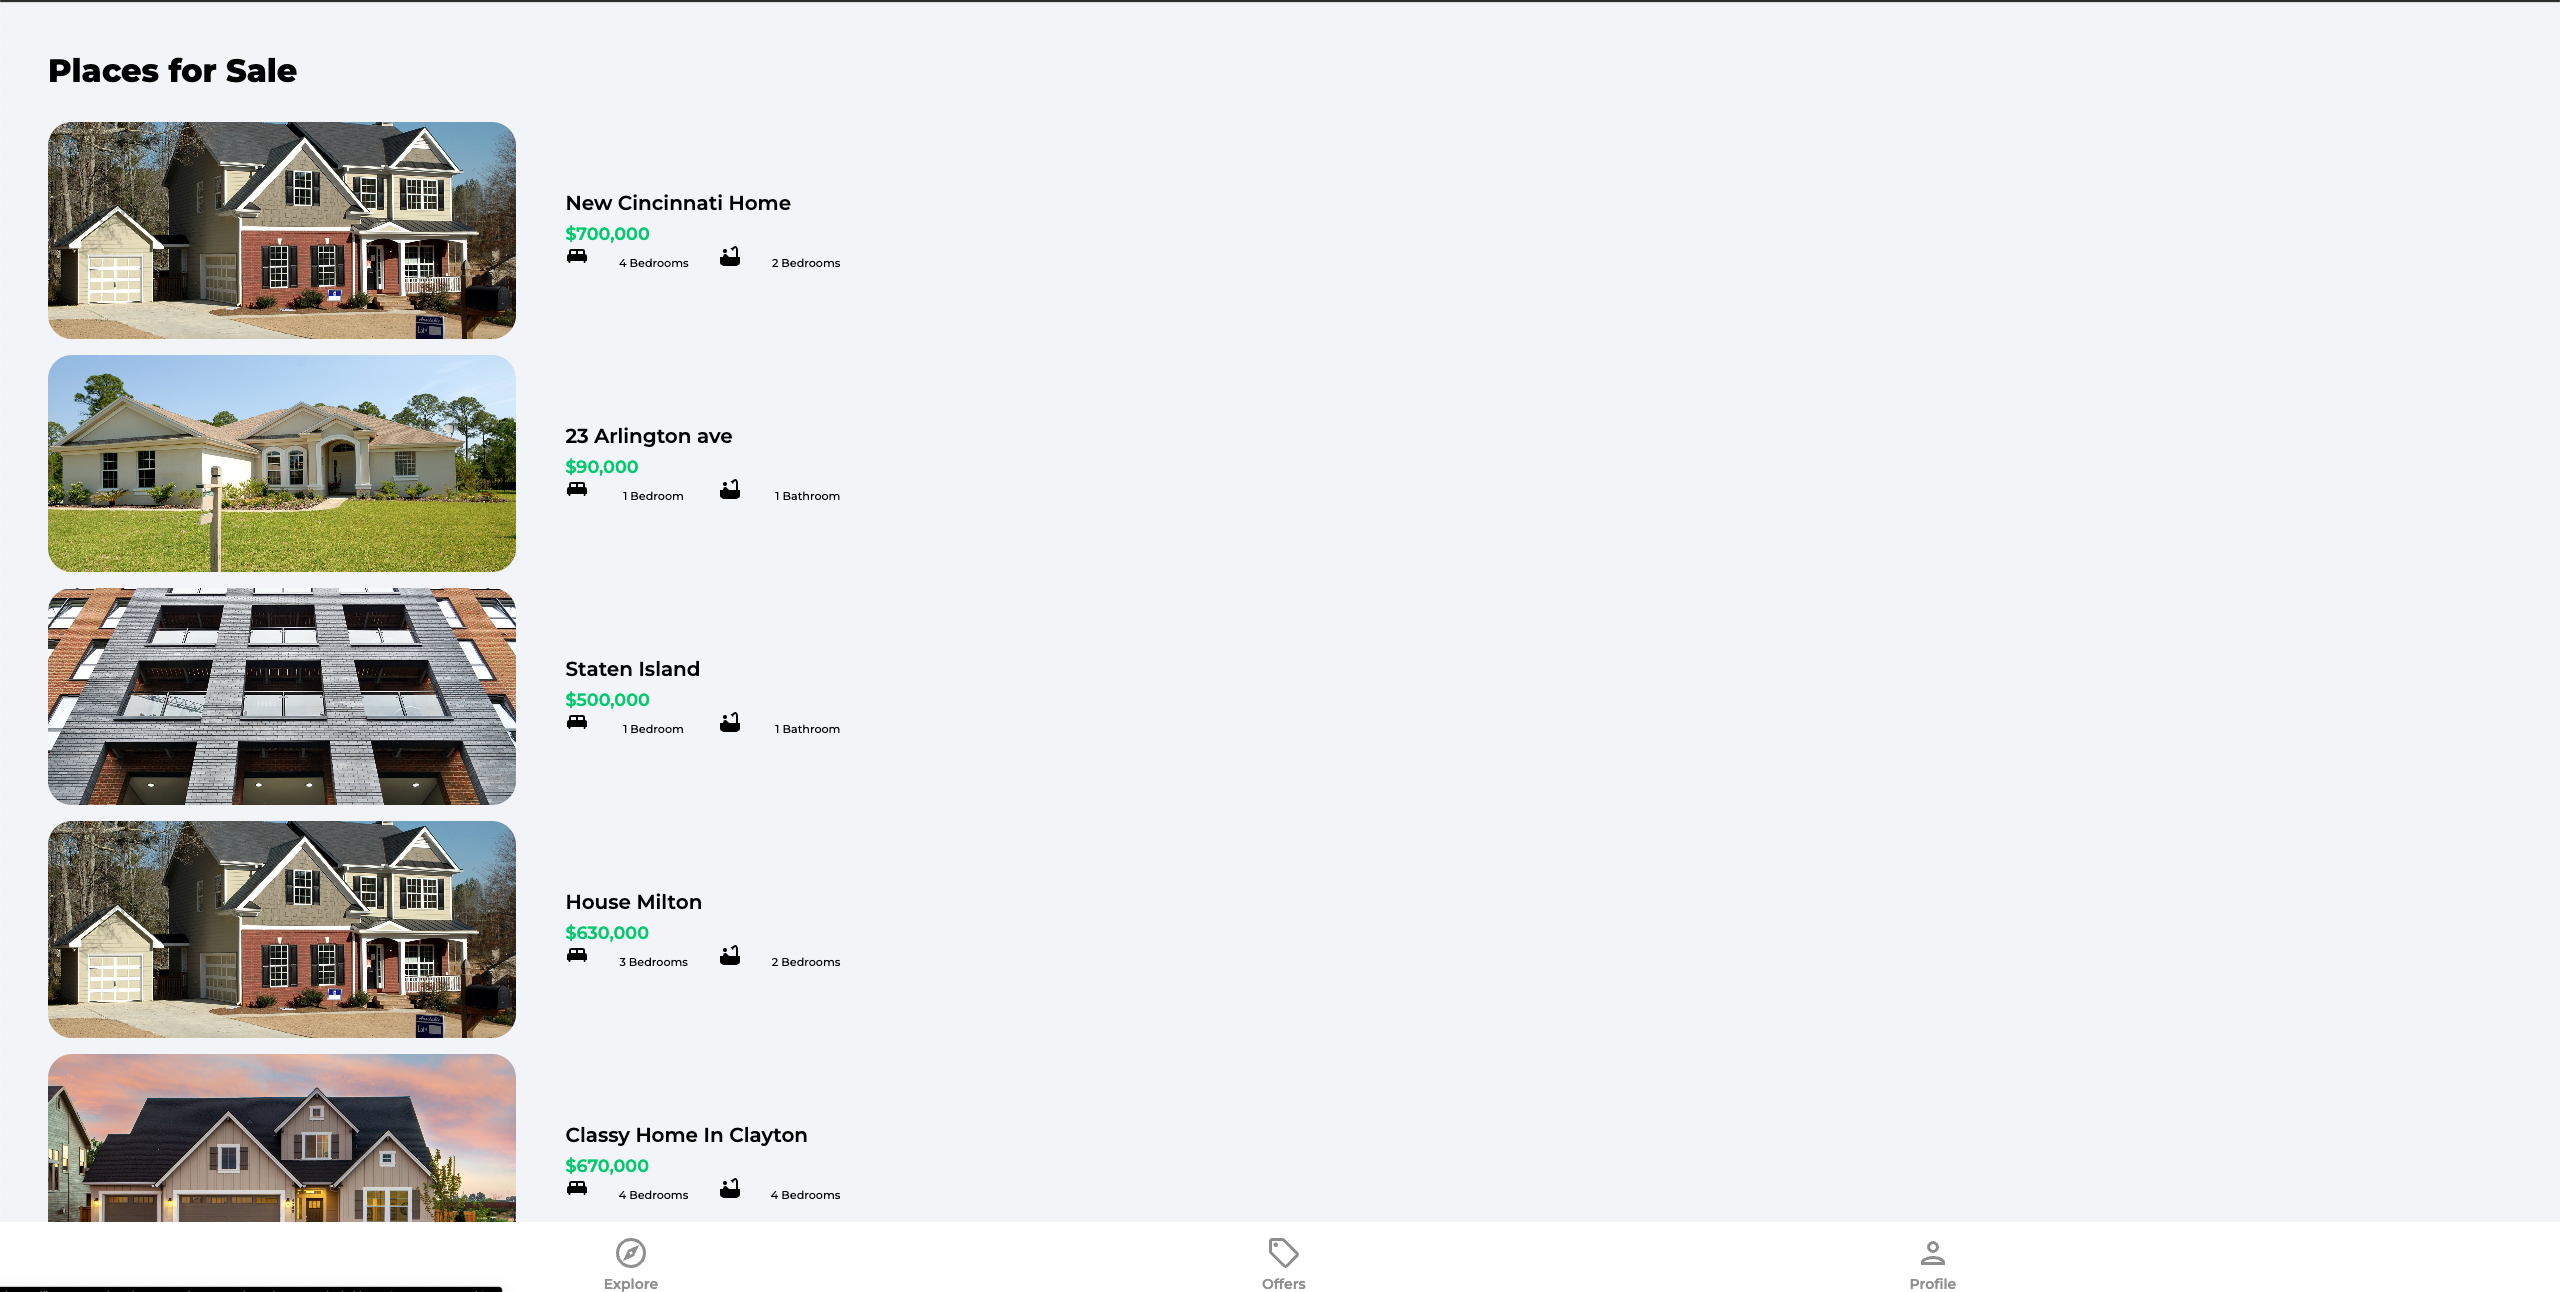 Places for Sale
New Cincinnati Home
$700,000
4 Bedrooms 2 Bedrooms
23 Arlington ave
$90,000
1 Bedroom 1 Bathroom
Staten Island
$500,000
1 Bedroom 1 Bathroom
House Milton
$630,000
3 Bedrooms 2 Bedrooms
Classy Home In Clayton
$670,000
4 Bedrooms 4 Bedrooms
Explore Offers Profile